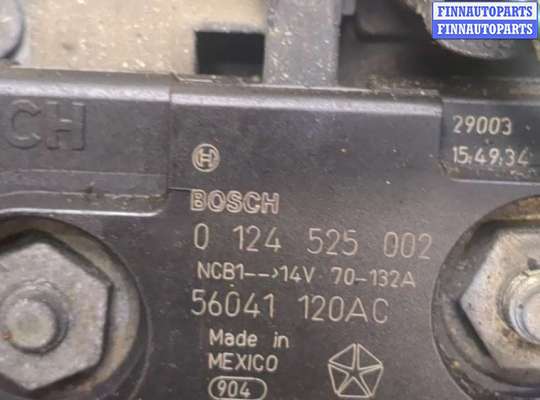 FINNAUTOPARTS
FINNAUTOPARTS
CH
29003
15:49:34
BOSCH
0 124 525 002
NCB1-->14V 70-132A
56041 120AC
Made in
MEXICO
904